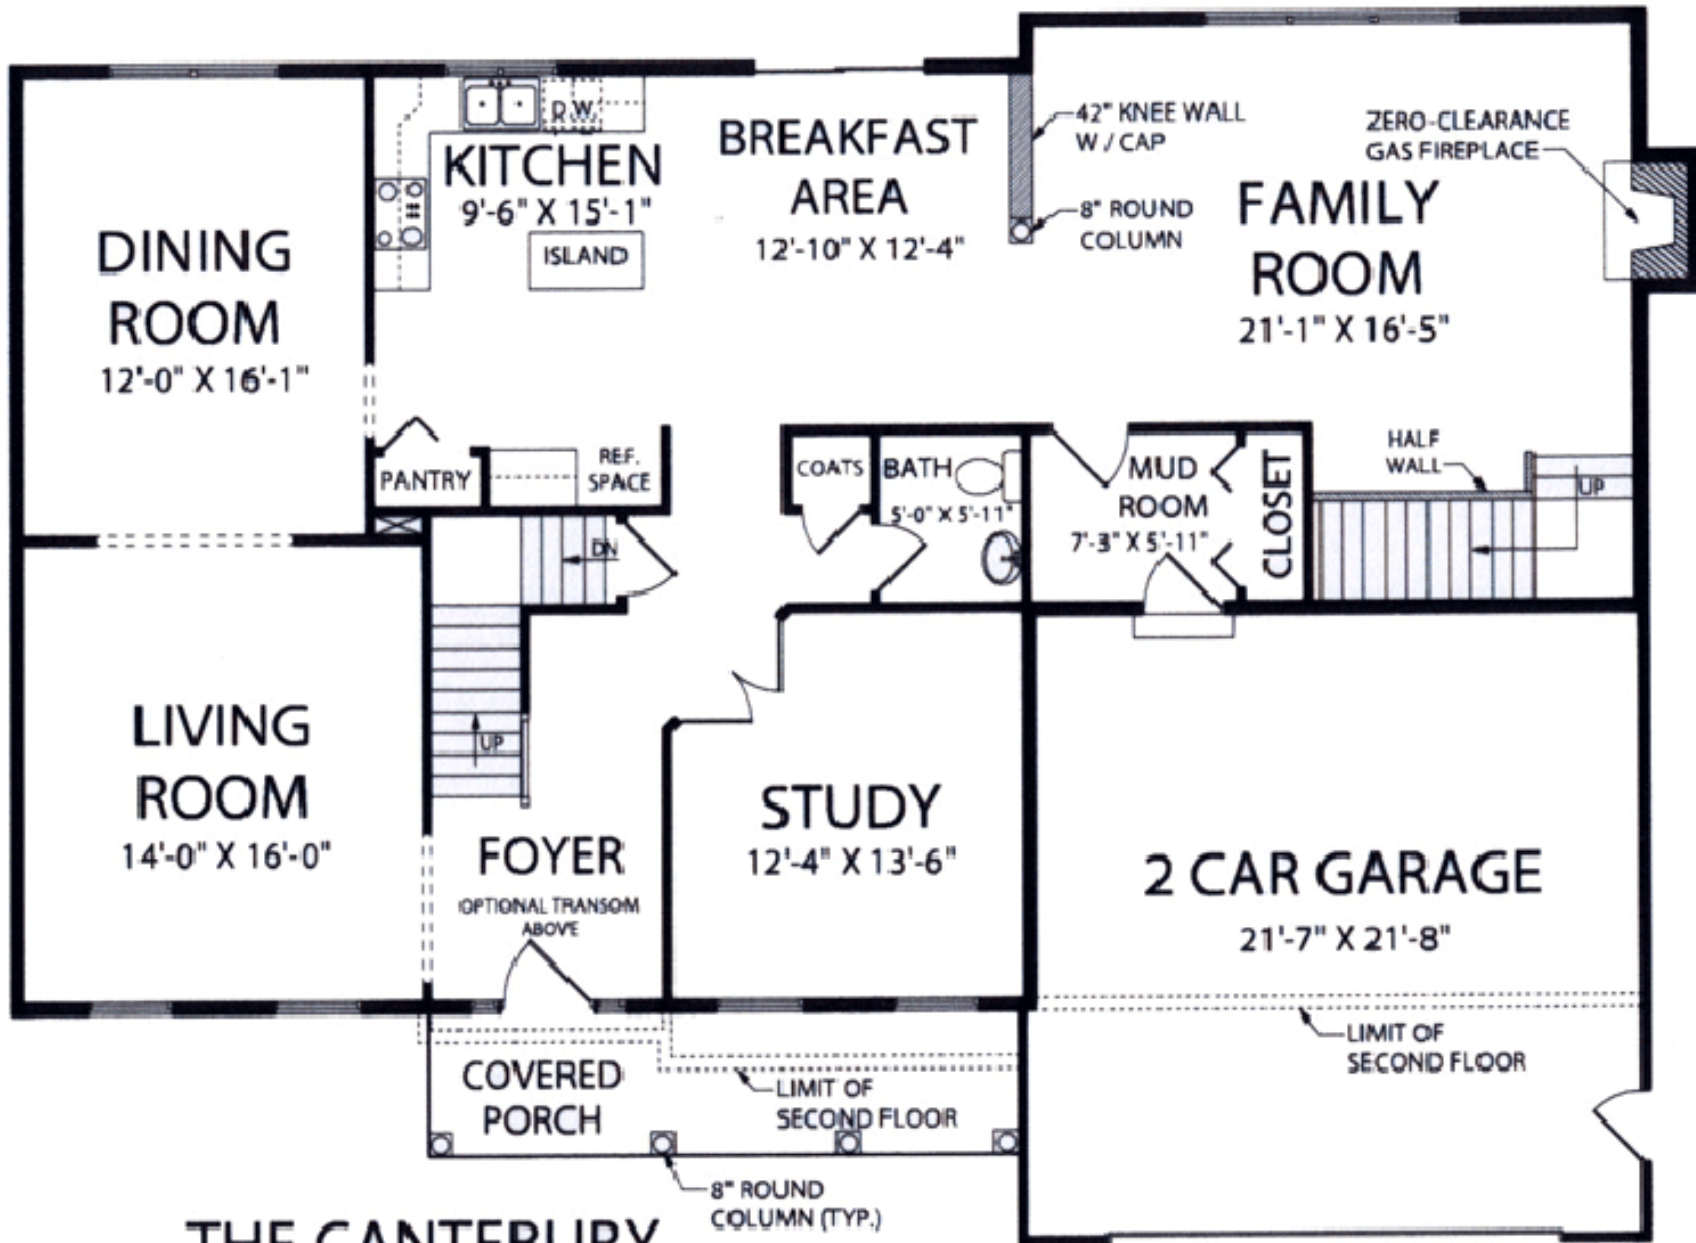 DINING
ROOM
12'-0" X 16'-1"
KITCHEN
9'-6" X 15'-1"
D.W.
ISLAND
BREAKFAST
AREA
12'-10" X 12'-4"
42" KNEE WALL
W / CAP
8" ROUND
COLUMN
ZERO-CLEARANCE
GAS FIREPLACE
FAMILY
ROOM
21'-1" X 16'-5"
PANTRY
REF.
SPACE
COATS
BATH
5'-0" X 5'-11"
MUD
ROOM
7'-3" X 5'-11"
CLOSET
HALF
WALL
UP
DN
UP
LIVING
ROOM
14'-0" X 16'-0"
FOYER
OPTIONAL TRANSOM
ABOVE
STUDY
12'-4" X 13'-6"
2 CAR GARAGE
21'-7" X 21'-8"
LIMIT OF
SECOND FLOOR
COVERED
PORCH
LIMIT OF
SECOND FLOOR
8" ROUND
COLUMN (TYP.)
THE CANTERBURY